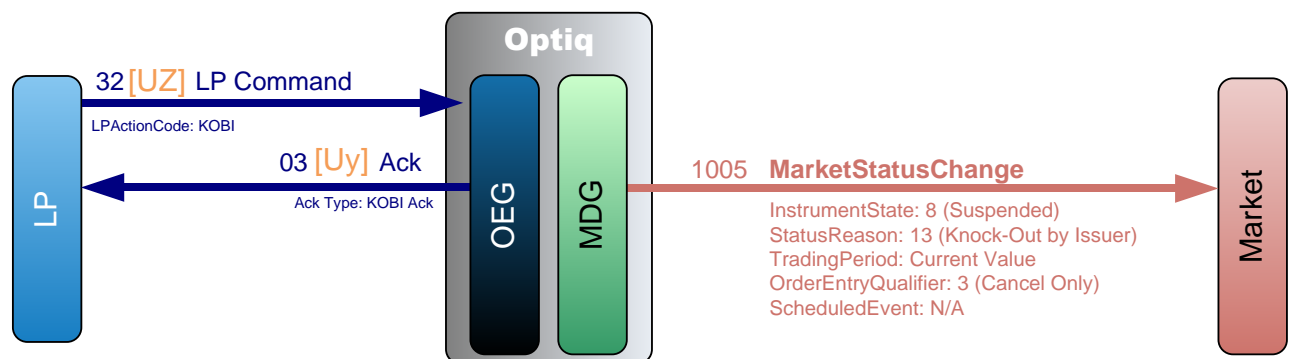 Optiq
32 [UZ] LP Command
LPActionCode: KOBI
03 [Uy] Ack
Ack Type: KOBI Ack
LP
OEG
MDG
1005 MarketStatusChange
InstrumentState: 8 (Suspended)
StatusReason: 13 (Knock-Out by Issuer)
TradingPeriod: Current Value
OrderEntryQualifier: 3 (Cancel Only)
ScheduledEvent: N/A
Market